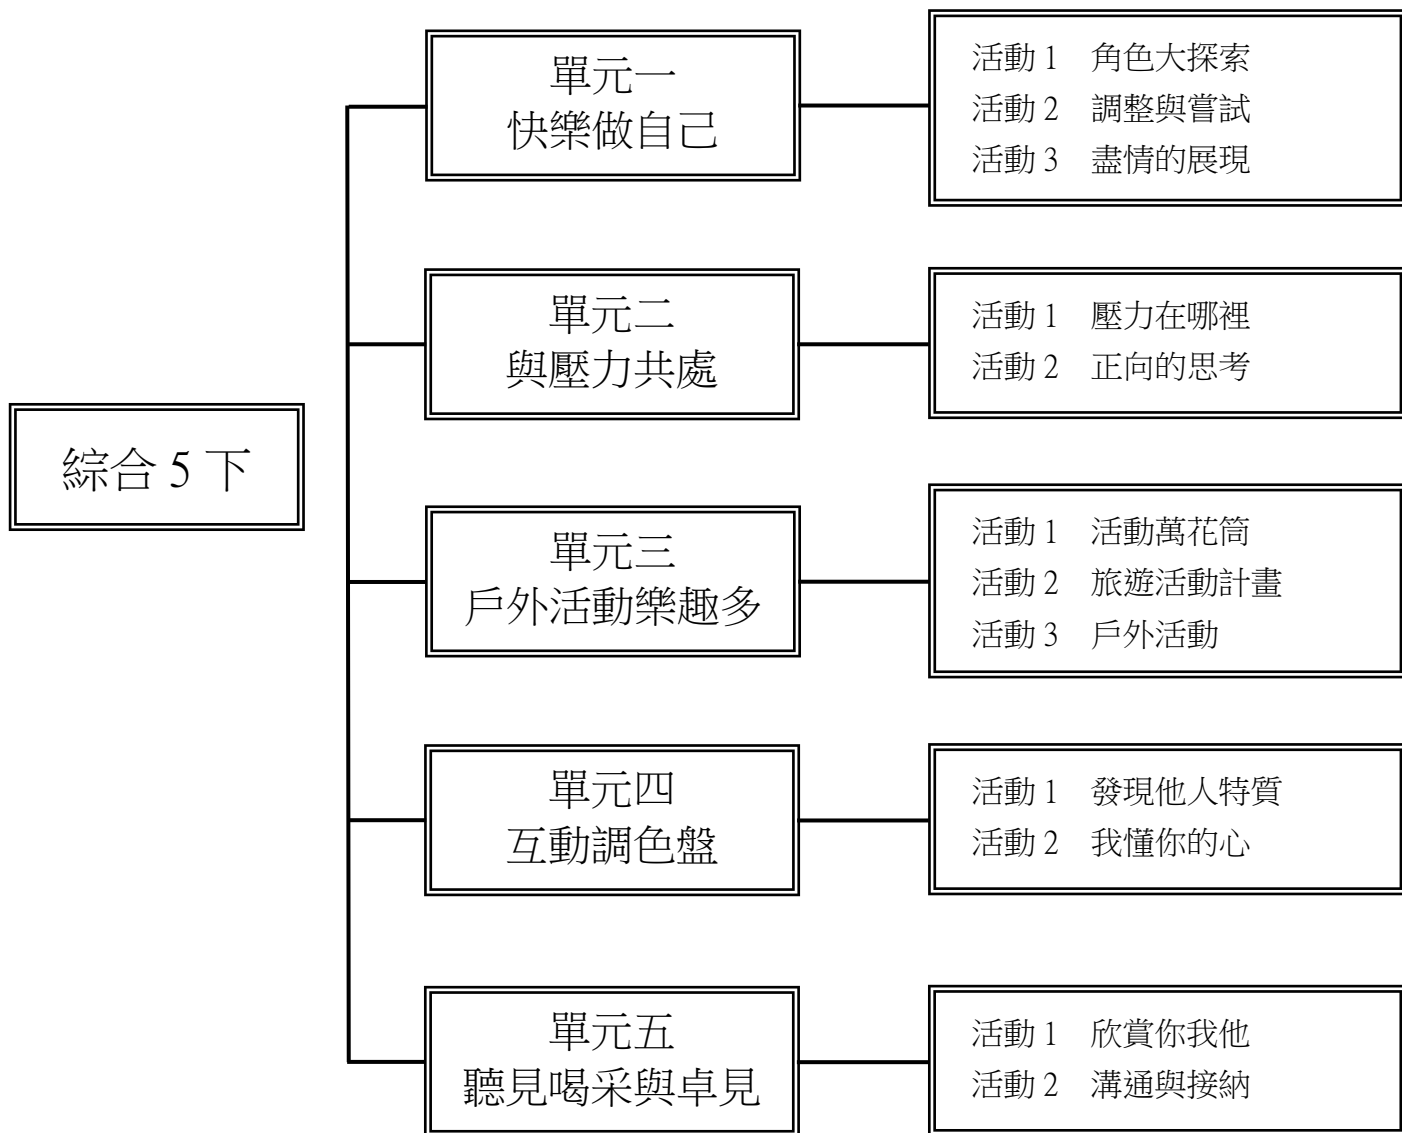 綜合 5 下
單元一
快樂做自己
活動 1　角色大探索
活動 2　調整與嘗試
活動 3　盡情的展現
單元二
與壓力共處
活動 1　壓力在哪裡
活動 2　正向的思考
單元三
戶外活動樂趣多
活動 1　活動萬花筒
活動 2　旅遊活動計畫
活動 3　戶外活動
單元四
互動調色盤
活動 1　發現他人特質
活動 2　我懂你的心
單元五
聽見喝采與卓見
活動 1　欣賞你我他
活動 2　溝通與接納